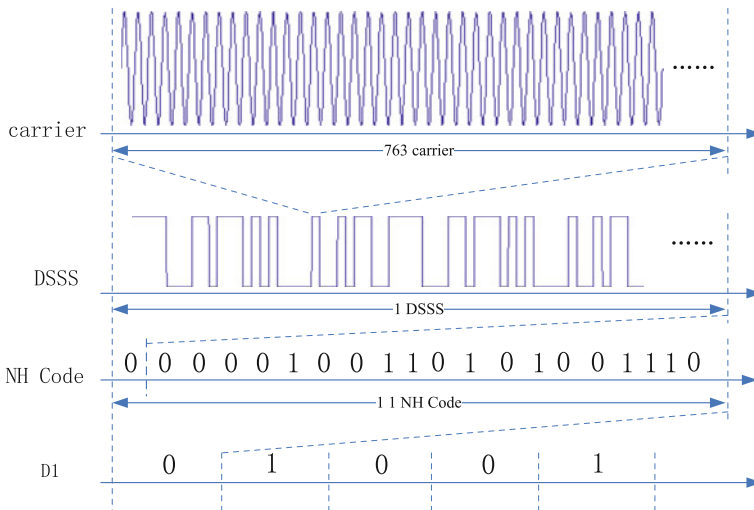 ……
carrier
763 carrier
……
DSSS
1 DSSS
0 0 0 0 0 1 0 0 1 1 0 1 0 1 0 0 1 1 1 0
NH Code
1 1 NH Code
0 1 0 0 1
D1